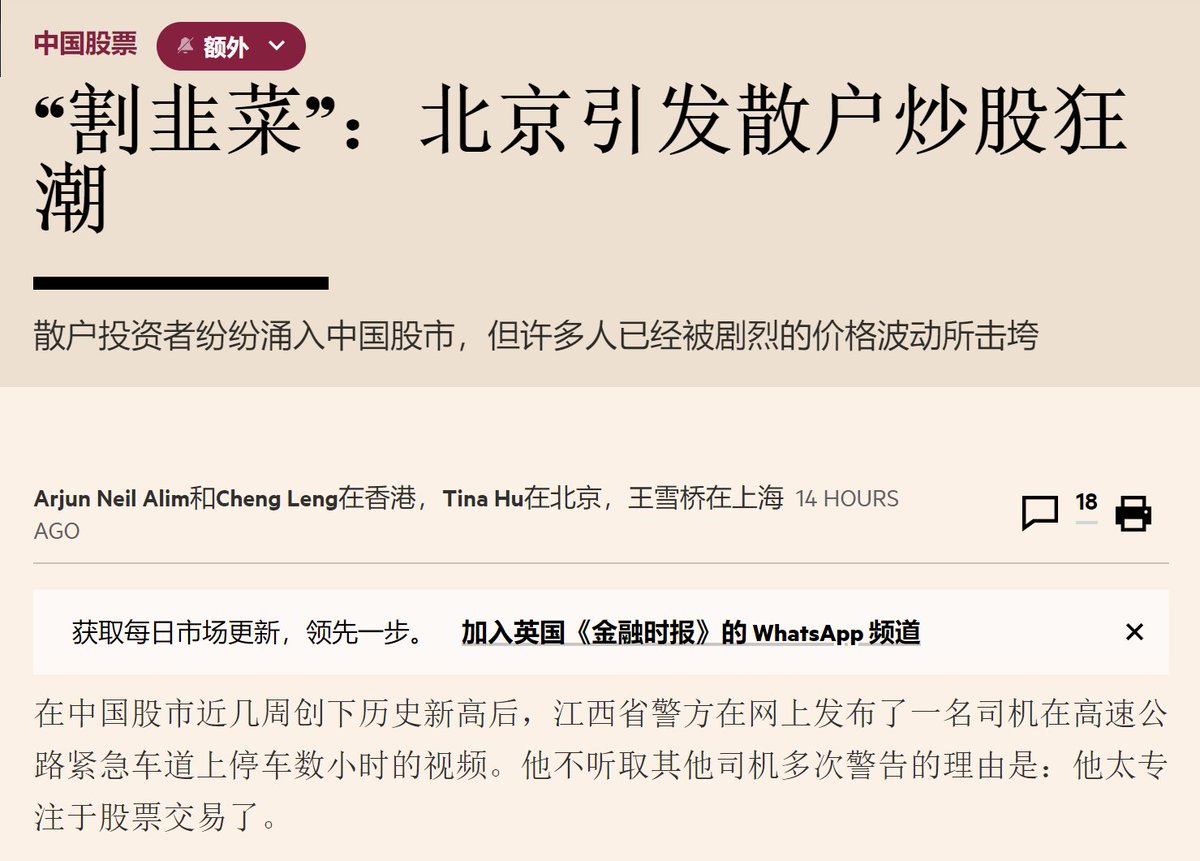 中国股票
额外
“割韭菜”：北京引发散户炒股狂
潮
散户投资者纷纷涌入中国股市，但许多人已经被剧烈的价格波动所击垮
Arjun Neil Alim和Cheng Leng在香港，Tina Hu在北京，王雪桥在上海 14 HOURS
AGO
18
获取每日市场更新，领先一步。 加入英国《金融时报》的 WhatsApp 频道
在中国股市近几周创下历史新高后，江西省警方在网上发布了一名司机在高速公
路紧急车道上停车数小时的视频。他不听取其他司机多次警告的理由是：他太专
注于股票交易了。